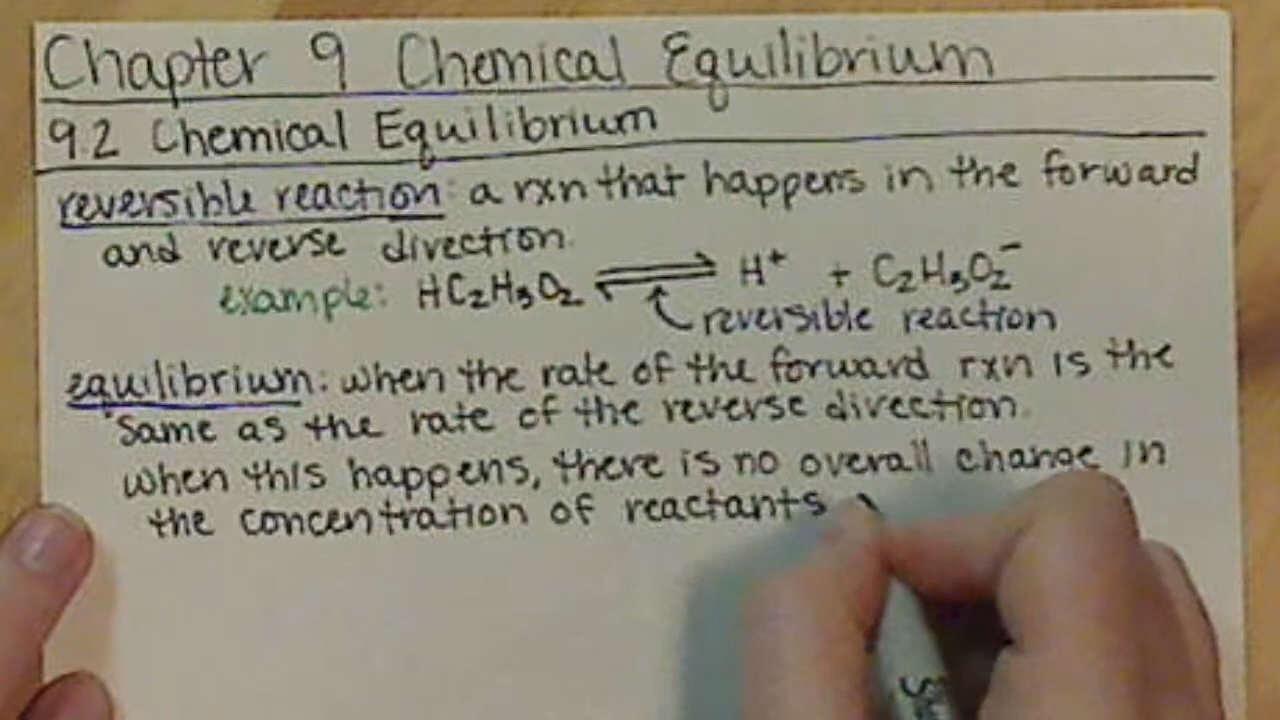 Chapter 9 Chemical Equilibrium
9.2 Chemical Equilibrium
reversible reaction: a rxn that happens in the forward
and reverse direction.
example: HC₂H₃O₂ ⇌ H⁺ + C₂H₃O₂⁻
reversible reaction
equilibrium: when the rate of the forward rxn is the
same as the rate of the reverse direction.
when this happens, there is no overall change in
the concentration of reactants